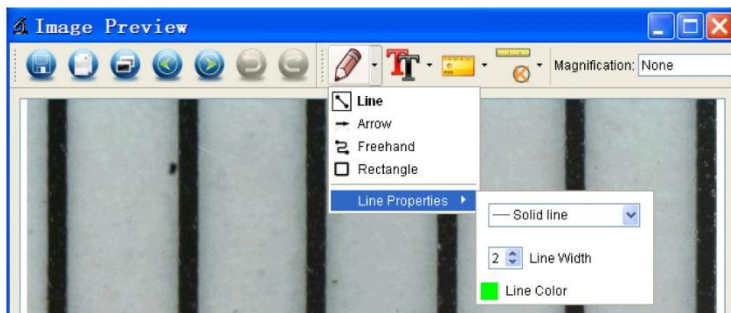 Image Preview
Magnification: None
Line
Arrow
Freehand
Rectangle
Line Properties
Solid line
2 Line Width
Line Color